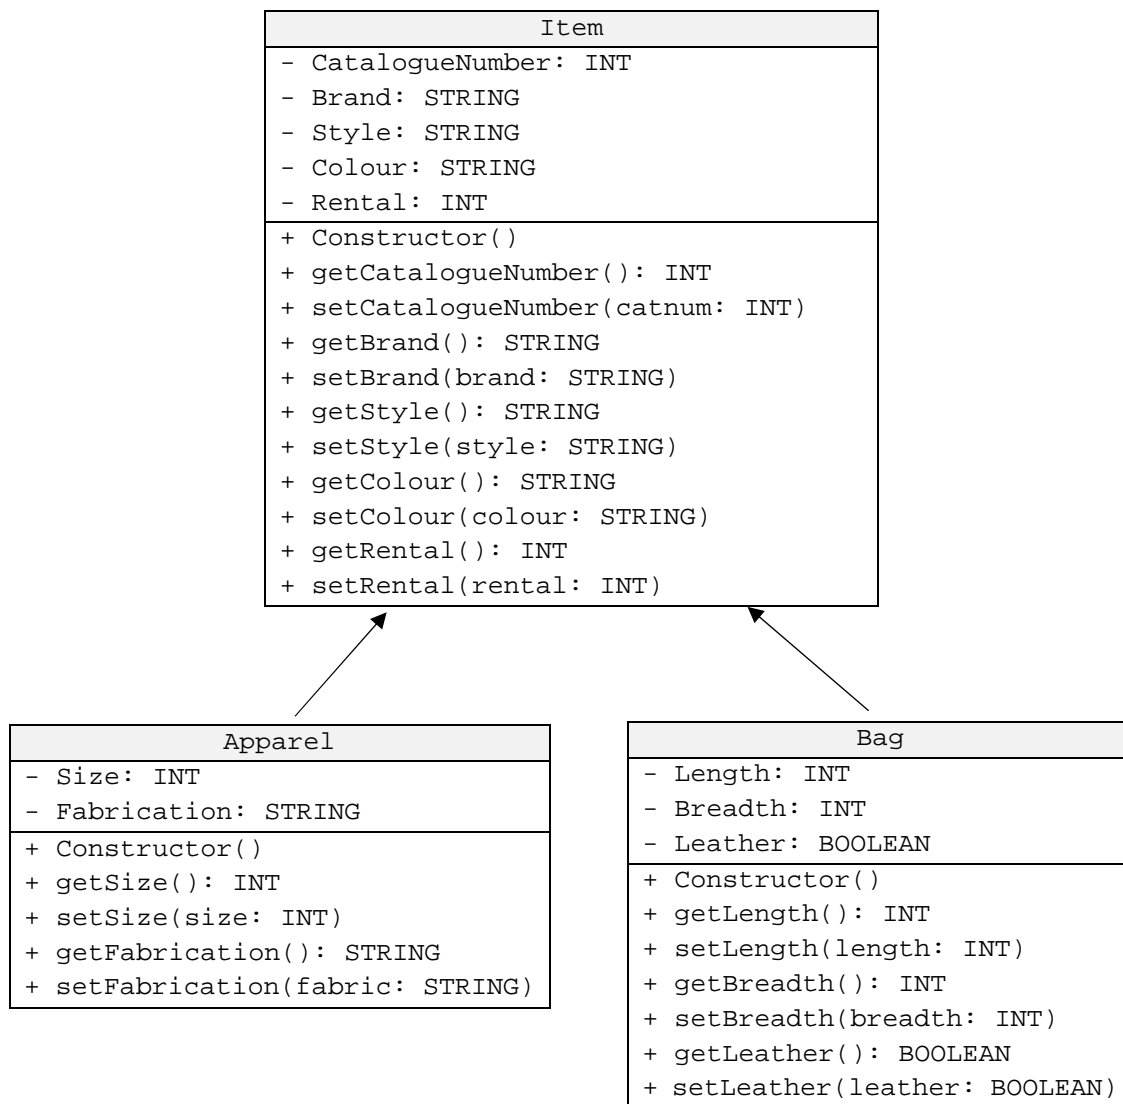 Item
- CatalogueNumber: INT
- Brand: STRING
- Style: STRING
- Colour: STRING
- Rental: INT
+ Constructor()
+ getCatalogueNumber(): INT
+ setCatalogueNumber(catnum: INT)
+ getBrand(): STRING
+ setBrand(brand: STRING)
+ getStyle(): STRING
+ setStyle(style: STRING)
+ getColour(): STRING
+ setColour(colour: STRING)
+ getRental(): INT
+ setRental(rental: INT)
Apparel
- Size: INT
- Fabrication: STRING
+ Constructor()
+ getSize(): INT
+ setSize(size: INT)
+ getFabrication(): STRING
+ setFabrication(fabric: STRING)
Bag
- Length: INT
- Breadth: INT
- Leather: BOOLEAN
+ Constructor()
+ getLength(): INT
+ setLength(length: INT)
+ getBreadth(): INT
+ setBreadth(breadth: INT)
+ getLeather(): BOOLEAN
+ setLeather(leather: BOOLEAN)